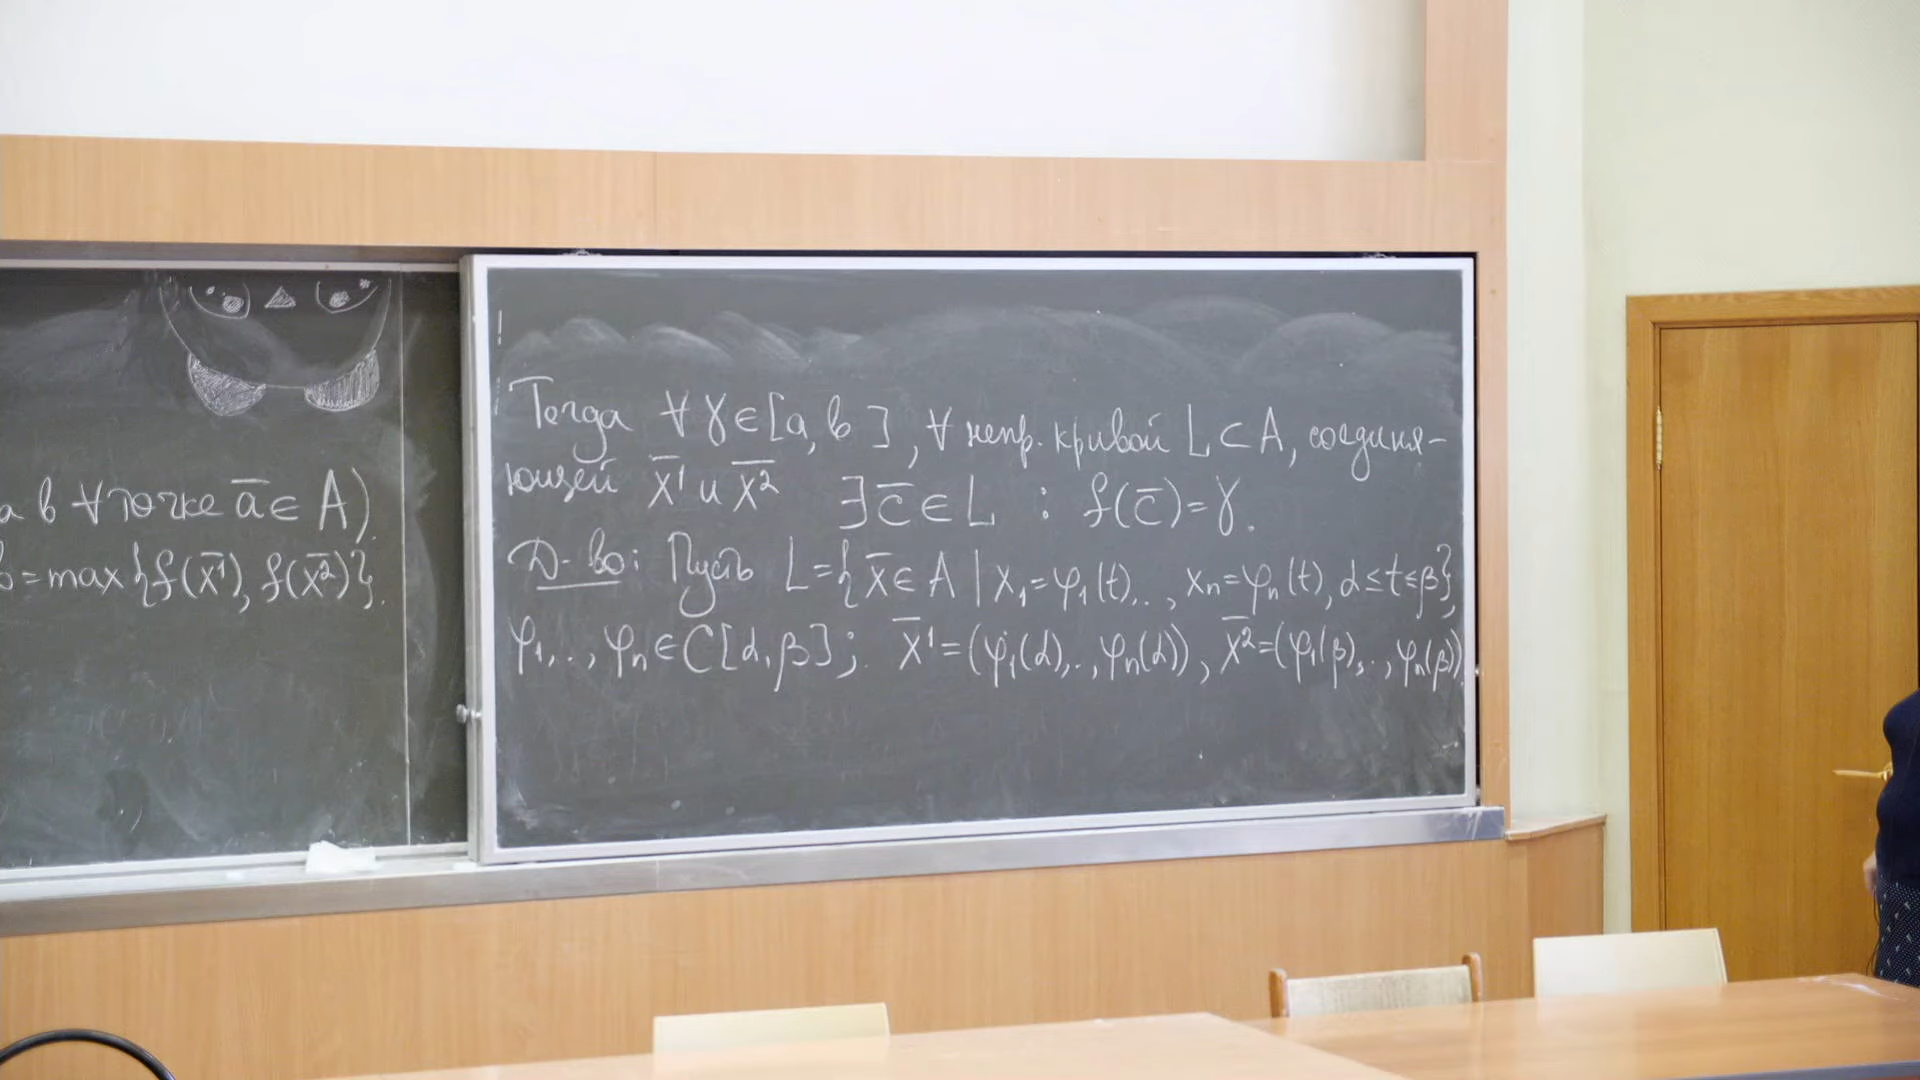 а в ∀ точке a̅ ∈ A)
b = max{f(x̅¹), f(x̅²)}.
Тогда ∀ γ ∈ [a, b], ∀ непр. кривой L ⊂ A, соединя-
ющей x̅¹ и x̅² ∃ c̅ ∈ L : f(c̅) = γ.
Д-во: Пусть L = {x̅ ∈ A | x₁ = φ₁(t),.., xₙ = φₙ(t), α ≤ t ≤ β},
φ₁,.., φₙ ∈ C[α, β]; x̅¹ = (φ₁(α),.., φₙ(α)), x̅² = (φ₁(β),.., φₙ(β))